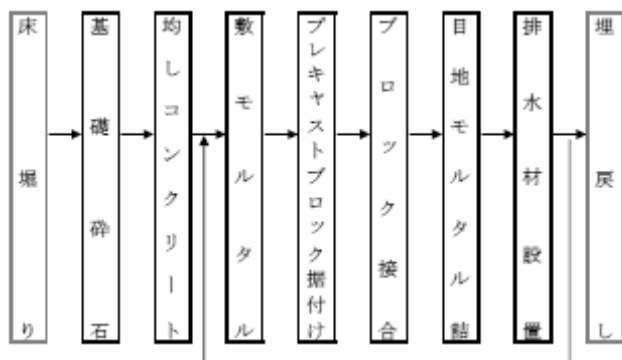 床堀り
基礎砕石
均しコンクリート
敷モルタル
プレキャストブロック据付け
ブロック接合
目地モルタル詰
排水材設置
埋戻し